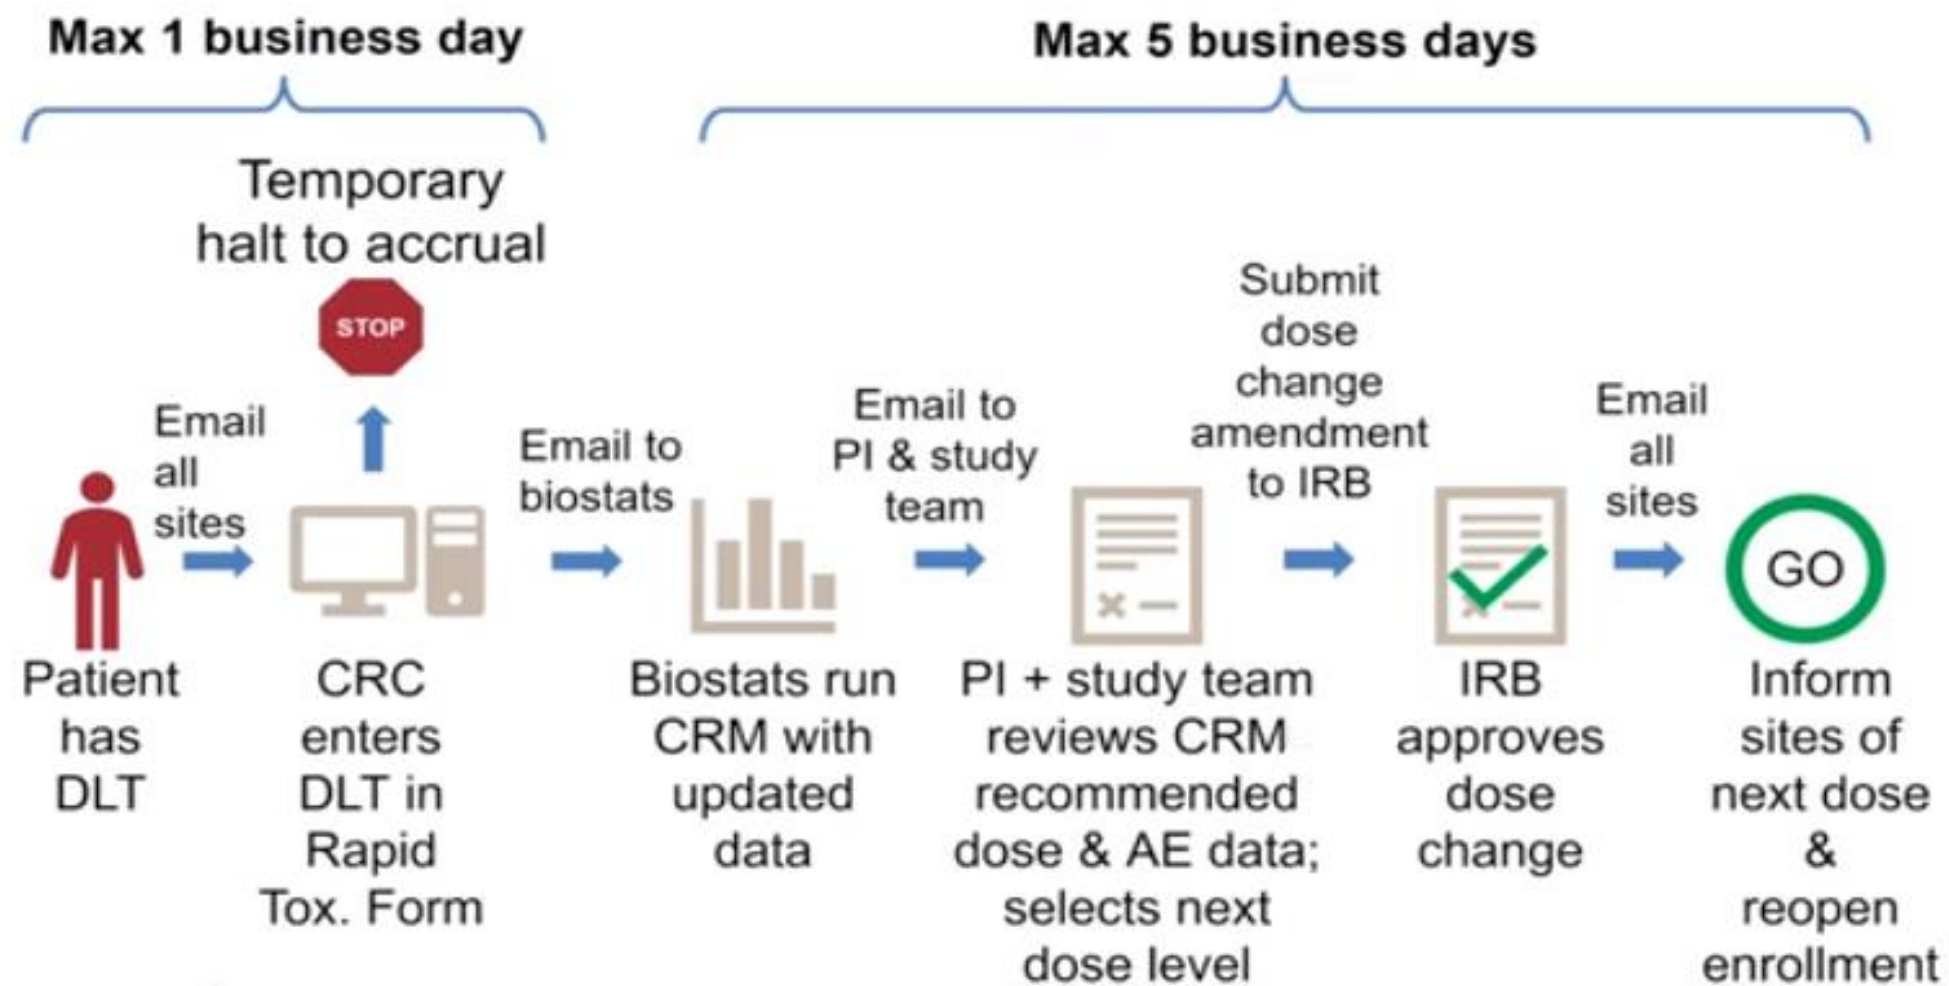 Max 1 business day
Max 5 business days
Temporary
halt to accrual
STOP
Email
all
sites
Email to
biostats
Email to
PI & study
team
Submit
dose
change
amendment
to IRB
Email
all
sites
GO
Patient
has
DLT
CRC
enters
DLT in
Rapid
Tox. Form
Biostats run
CRM with
updated
data
PI + study team
reviews CRM
recommended
dose & AE data;
selects next
dose level
IRB
approves
dose
change
Inform
sites of
next dose
&
reopen
enrollment